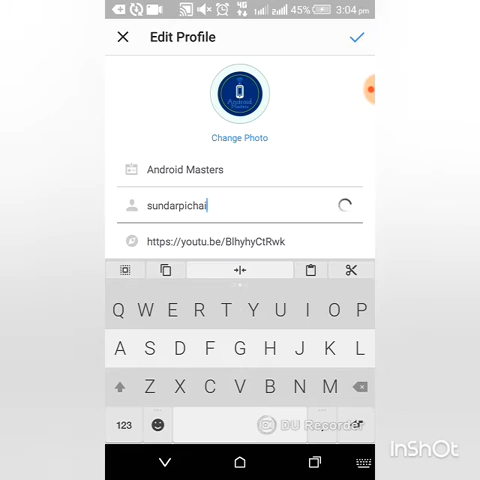 4G 45% 3:04 pm
Edit Profile
Android
Masters
Change Photo
Android Masters
sundarpichai
https://youtu.be/BlhyhyCtRwk
Q W E R T Y U I O P
A S D F G H J K L
Z X C V B N M
123
DU Recorder
InShOt